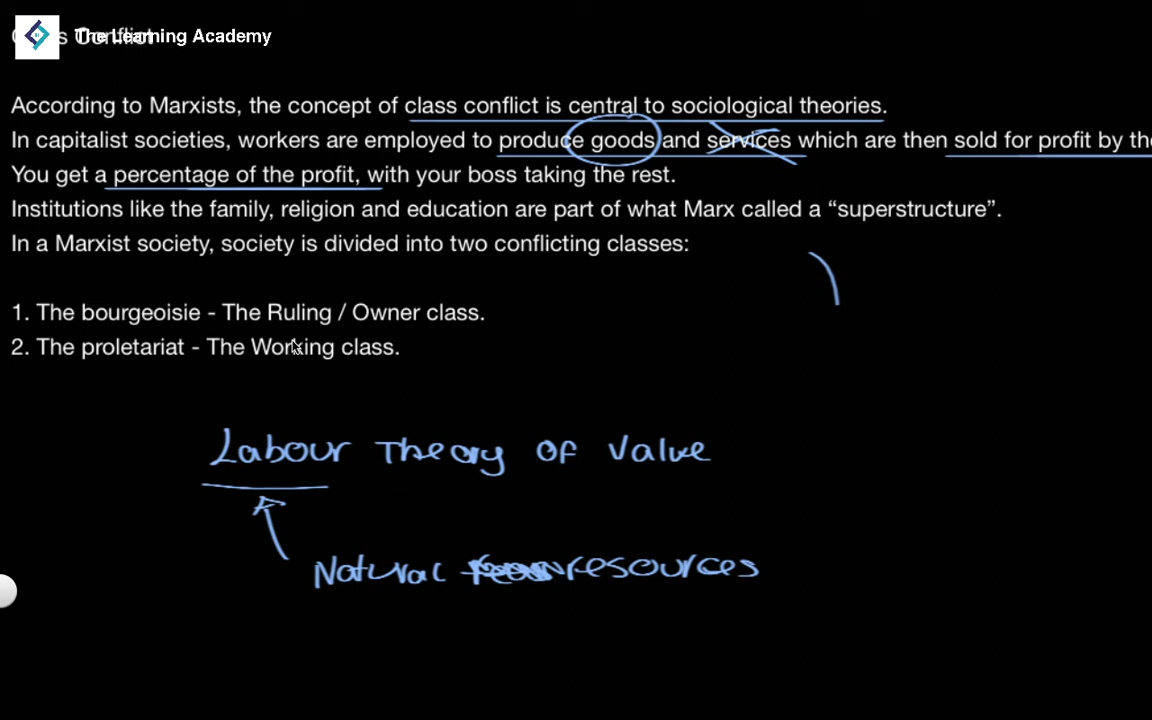 The Learning Academy
Conflict
According to Marxists, the concept of class conflict is central to sociological theories.
In capitalist societies, workers are employed to produce goods and services which are then sold for profit by the
You get a percentage of the profit, with your boss taking the rest.
Institutions like the family, religion and education are part of what Marx called a “superstructure”.
In a Marxist society, society is divided into two conflicting classes:
1. The bourgeoisie - The Ruling / Owner class.
2. The proletariat - The Working class.
Labour Theory of Value
Natural resources